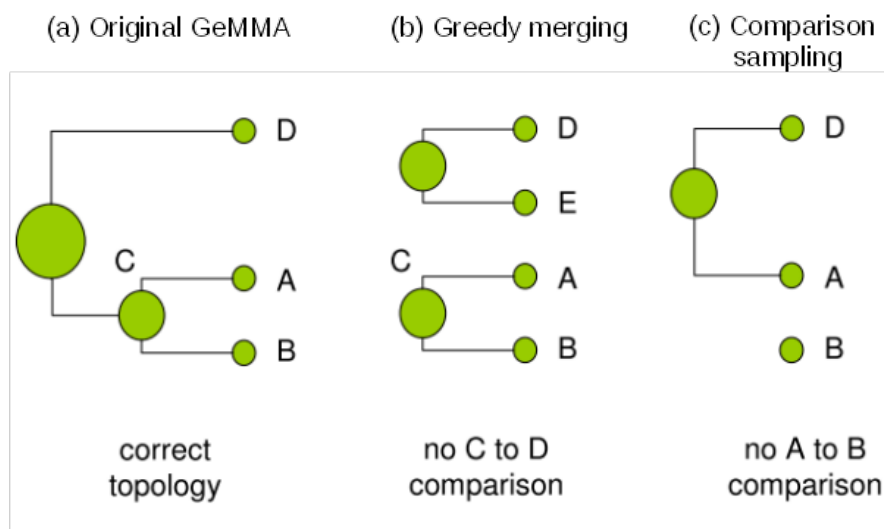 (a) Original GeMMA
(b) Greedy merging
(c) Comparison
sampling
D
C
A
B
correct
topology
D
E
C
A
B
no C to D
comparison
D
A
B
no A to B
comparison